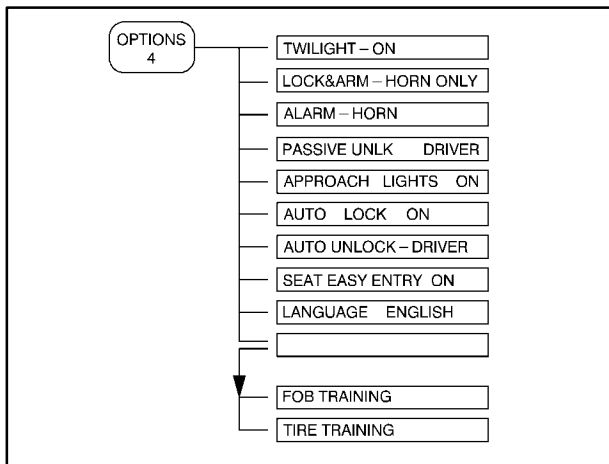 OPTIONS
4
TWILIGHT – ON
LOCK&ARM – HORN ONLY
ALARM – HORN
PASSIVE UNLK DRIVER
APPROACH LIGHTS ON
AUTO LOCK ON
AUTO UNLOCK – DRIVER
SEAT EASY ENTRY ON
LANGUAGE ENGLISH
FOB TRAINING
TIRE TRAINING